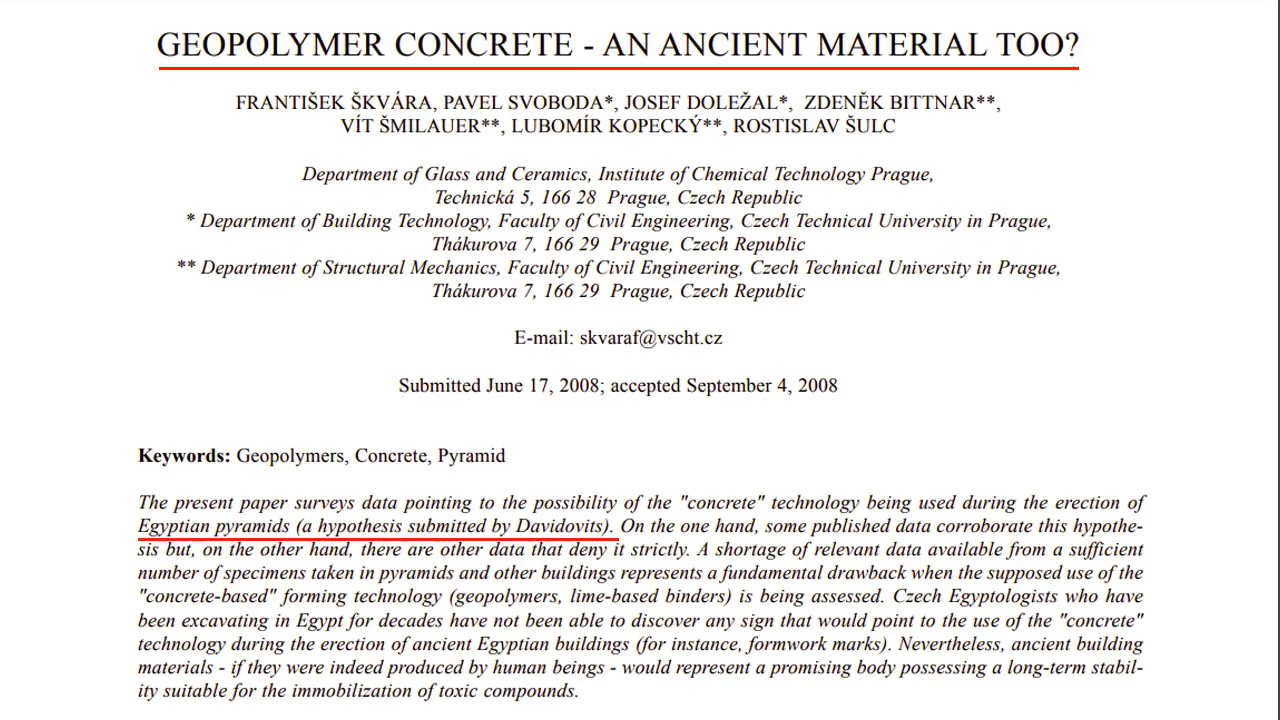 GEOPOLYMER CONCRETE - AN ANCIENT MATERIAL TOO?
FRANTIŠEK ŠKVÁRA, PAVEL SVOBODA*, JOSEF DOLEŽAL*, ZDENĚK BITTNAR**,
VÍT ŠMILAUER**, LUBOMÍR KOPECKÝ**, ROSTISLAV ŠULC
Department of Glass and Ceramics, Institute of Chemical Technology Prague,
Technická 5, 166 28 Prague, Czech Republic
* Department of Building Technology, Faculty of Civil Engineering, Czech Technical University in Prague,
Thákurova 7, 166 29 Prague, Czech Republic
** Department of Structural Mechanics, Faculty of Civil Engineering, Czech Technical University in Prague,
Thákurova 7, 166 29 Prague, Czech Republic
E-mail: skvaraf@vscht.cz
Submitted June 17, 2008; accepted September 4, 2008
Keywords: Geopolymers, Concrete, Pyramid
The present paper surveys data pointing to the possibility of the "concrete" technology being used during the erection of
Egyptian pyramids (a hypothesis submitted by Davidovits). On the one hand, some published data corroborate this hypothe-
sis but, on the other hand, there are other data that deny it strictly. A shortage of relevant data available from a sufficient
number of specimens taken in pyramids and other buildings represents a fundamental drawback when the supposed use of the
"concrete-based" forming technology (geopolymers, lime-based binders) is being assessed. Czech Egyptologists who have
been excavating in Egypt for decades have not been able to discover any sign that would point to the use of the "concrete"
technology during the erection of ancient Egyptian buildings (for instance, formwork marks). Nevertheless, ancient building
materials - if they were indeed produced by human beings - would represent a promising body possessing a long-term stabil-
ity suitable for the immobilization of toxic compounds.